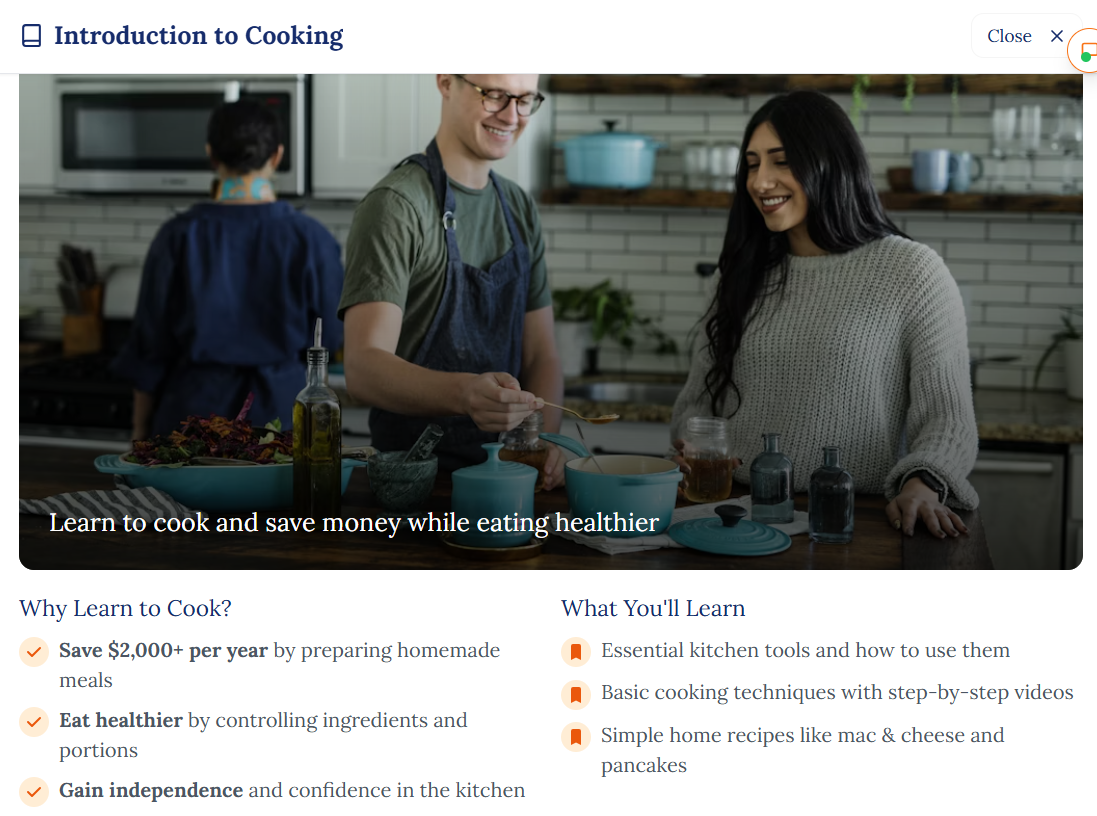 Introduction to Cooking
Close
Learn to cook and save money while eating healthier
Why Learn to Cook?
Save $2,000+ per year by preparing homemade
meals
Eat healthier by controlling ingredients and
portions
Gain independence and confidence in the kitchen
What You'll Learn
Essential kitchen tools and how to use them
Basic cooking techniques with step-by-step videos
Simple home recipes like mac & cheese and
pancakes